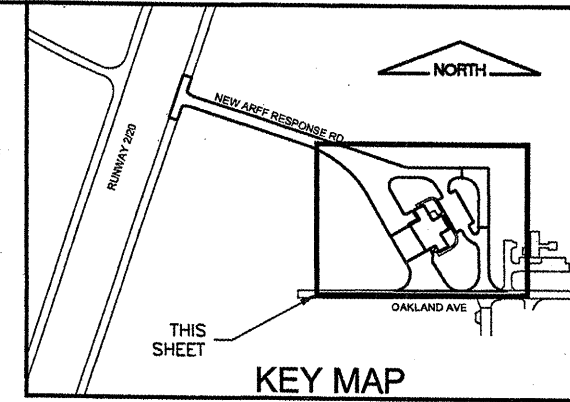 NORTH
NEW ARFF RESPONSE RD
RUNWAY 2/20
OAKLAND AVE
THIS
SHEET
KEY MAP